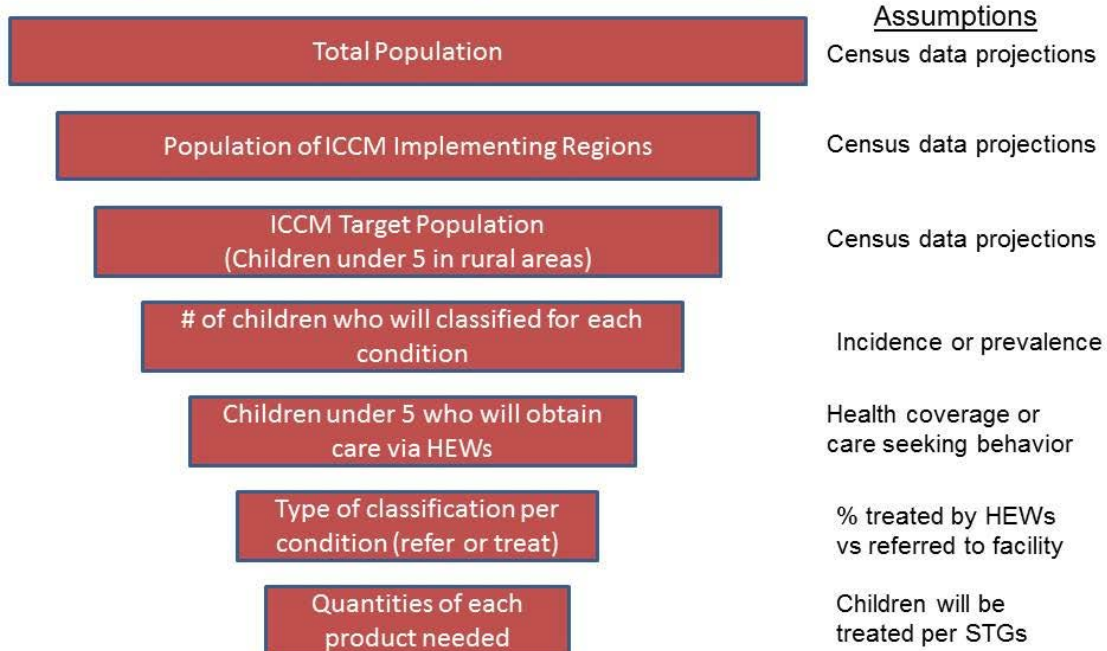 Assumptions
Total Population
Census data projections
Population of ICCM Implementing Regions
Census data projections
ICCM Target Population
(Children under 5 in rural areas)
Census data projections
# of children who will classified for each
condition
Incidence or prevalence
Children under 5 who will obtain
care via HEWs
Health coverage or
care seeking behavior
Type of classification per
condition (refer or treat)
% treated by HEWs
vs referred to facility
Quantities of each
product needed
Children will be
treated per STGs